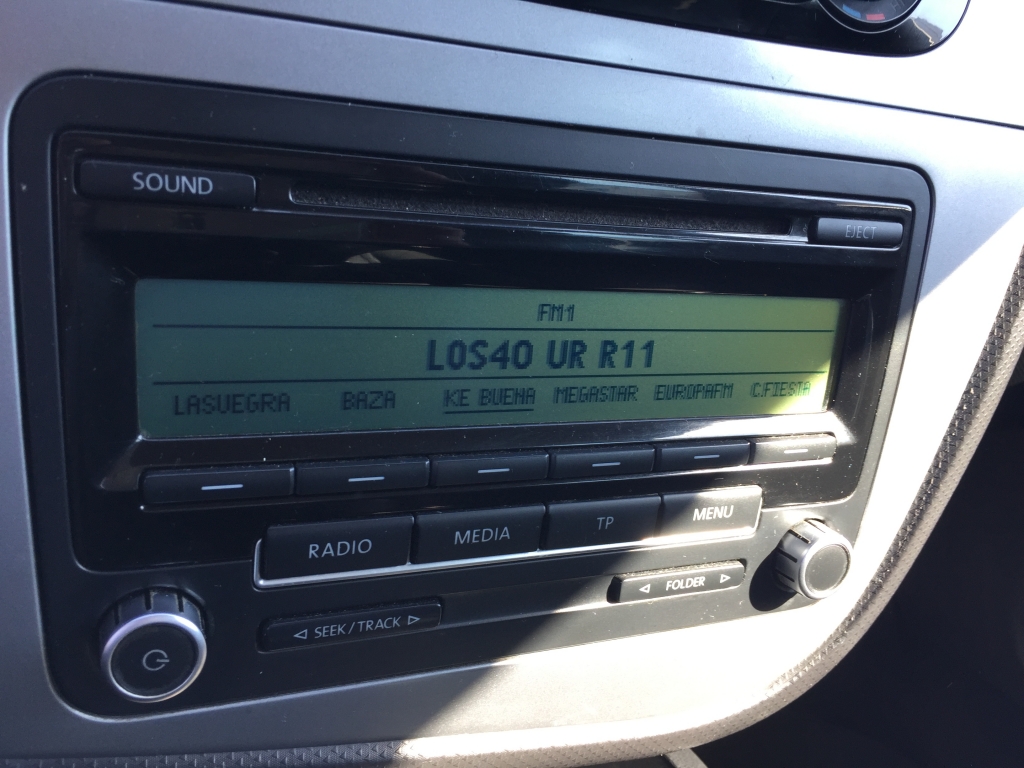 SOUND
EJECT
FM1
LOS40 UR R11
LASUEGRA BAZA KE BUENA MEGASTAR EUROPAFM C.FIESTA
RADIO MEDIA TP MENU
◁ SEEK/TRACK ▷ ◁ FOLDER ▷